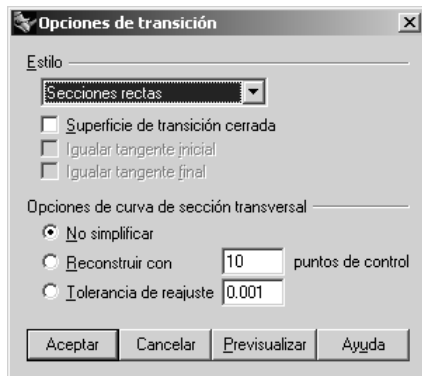 Opciones de transición
Estilo
Secciones rectas
Superficie de transición cerrada
Igualar tangente inicial
Igualar tangente final
Opciones de curva de sección transversal
No simplificar
Reconstruir con 10 puntos de control
Tolerancia de reajuste 0.001
Aceptar Cancelar Previsualizar Ayuda